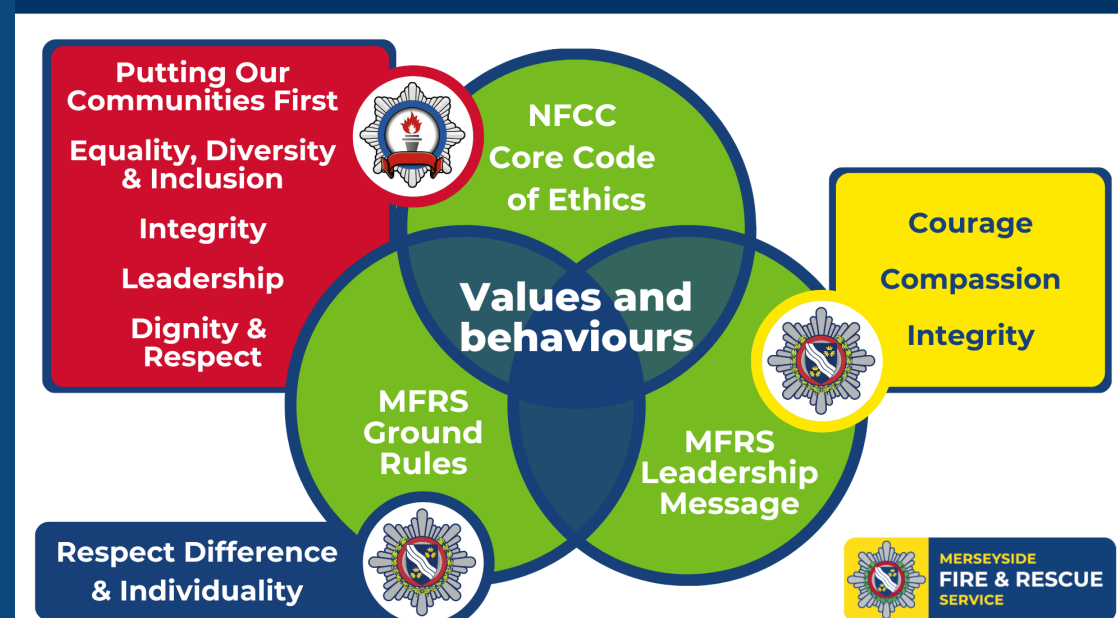 Putting Our
Communities First
Equality, Diversity
& Inclusion
Integrity
Leadership
Dignity &
Respect
NFCC
Core Code
of Ethics
Courage
Compassion
Integrity
Values and
behaviours
MFRS
Ground
Rules
MFRS
Leadership
Message
Respect Difference
& Individuality
MERSEYSIDE
FIRE & RESCUE
SERVICE